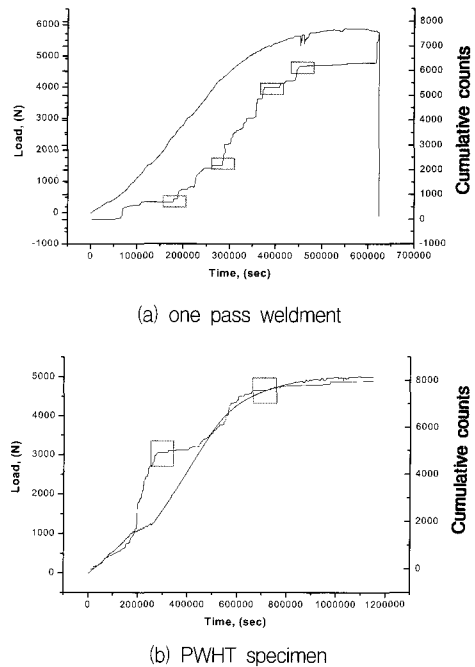 6000
5000
4000
3000
2000
1000
0
-1000
Load, (N)
8000
7000
6000
5000
4000
3000
2000
1000
0
-1000
Cumulative counts
0 100000 200000 300000 400000 500000 600000 700000
Time, (sec)
(a) one pass weldment
5000
4000
3000
2000
1000
0
Load, (N)
8000
6000
4000
2000
0
Cumulative counts
0 200000 400000 600000 800000 1000000 1200000
Time, (sec)
(b) PWHT specimen